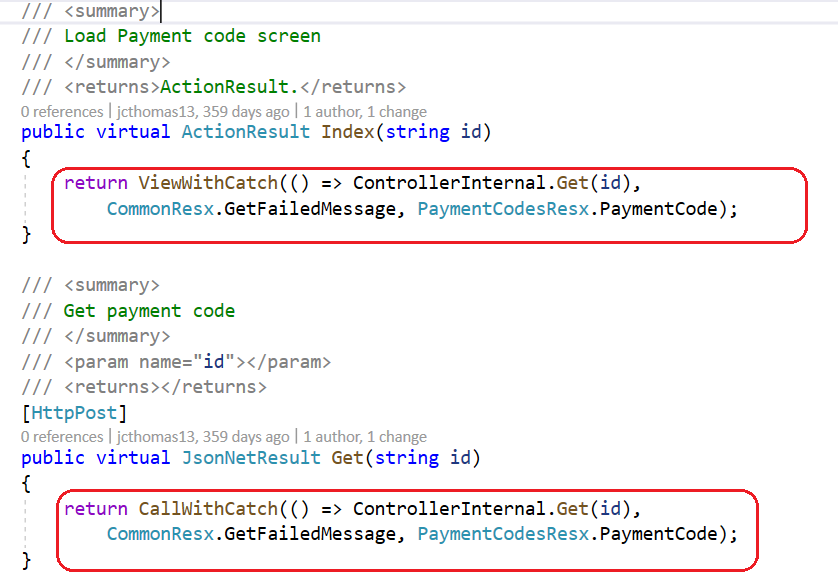 /// <summary>
/// Load Payment code screen
/// </summary>
/// <returns>ActionResult.</returns>
0 references | jcthomas13, 359 days ago | 1 author, 1 change
public virtual ActionResult Index(string id)
{
return ViewWithCatch(() => ControllerInternal.Get(id),
CommonResx.GetFailedMessage, PaymentCodesResx.PaymentCode);
}
/// <summary>
/// Get payment code
/// </summary>
/// <param name="id"></param>
/// <returns></returns>
[HttpPost]
0 references | jcthomas13, 359 days ago | 1 author, 1 change
public virtual JsonNetResult Get(string id)
{
return CallWithCatch(() => ControllerInternal.Get(id),
CommonResx.GetFailedMessage, PaymentCodesResx.PaymentCode);
}